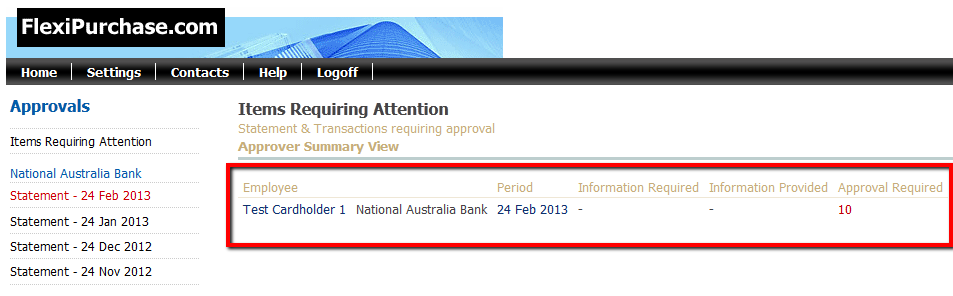 FlexiPurchase.com
Home Settings Contacts Help Logoff
Approvals
Items Requiring Attention
National Australia Bank
Statement - 24 Feb 2013
Statement - 24 Jan 2013
Statement - 24 Dec 2012
Statement - 24 Nov 2012
Items Requiring Attention
Statement & Transactions requiring approval
Approver Summary View
Employee Period Information Required Information Provided Approval Required
Test Cardholder 1 National Australia Bank 24 Feb 2013 - - 10